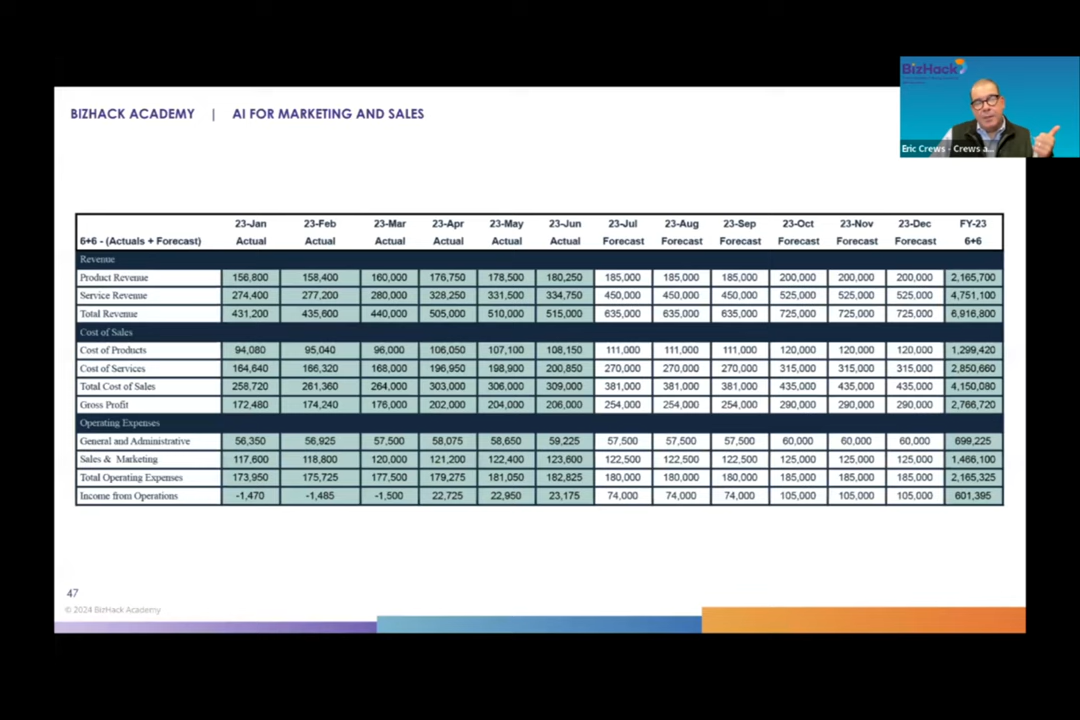 BizHack
BIZHACK ACADEMY | AI FOR MARKETING AND SALES
Eric Crews - Crews a...
23-Jan 23-Feb 23-Mar 23-Apr 23-May 23-Jun 23-Jul 23-Aug 23-Sep 23-Oct 23-Nov 23-Dec FY-23
6+6 - (Actuals + Forecast) Actual Actual Actual Actual Actual Actual Forecast Forecast Forecast Forecast Forecast Forecast 6+6
Revenue
Product Revenue 156,800 158,400 160,000 176,750 178,500 180,250 185,000 185,000 185,000 200,000 200,000 200,000 2,165,700
Service Revenue 274,400 277,200 280,000 328,250 331,500 334,750 450,000 450,000 450,000 525,000 525,000 525,000 4,751,100
Total Revenue 431,200 435,600 440,000 505,000 510,000 515,000 635,000 635,000 635,000 725,000 725,000 725,000 6,916,800
Cost of Sales
Cost of Products 94,080 95,040 96,000 106,050 107,100 108,150 111,000 111,000 111,000 120,000 120,000 120,000 1,299,420
Cost of Services 164,640 166,320 168,000 196,950 198,900 200,850 270,000 270,000 270,000 315,000 315,000 315,000 2,850,660
Total Cost of Sales 258,720 261,360 264,000 303,000 306,000 309,000 381,000 381,000 381,000 435,000 435,000 435,000 4,150,080
Gross Profit 172,480 174,240 176,000 202,000 204,000 206,000 254,000 254,000 254,000 290,000 290,000 290,000 2,766,720
Operating Expenses
General and Administrative 56,350 56,925 57,500 58,075 58,650 59,225 57,500 57,500 57,500 60,000 60,000 60,000 699,225
Sales & Marketing 117,600 118,800 120,000 121,200 122,400 123,600 122,500 122,500 122,500 125,000 125,000 125,000 1,466,100
Total Operating Expenses 173,950 175,725 177,500 179,275 181,050 182,825 180,000 180,000 180,000 185,000 185,000 185,000 2,165,325
Income from Operations -1,470 -1,485 -1,500 22,725 22,950 23,175 74,000 74,000 74,000 105,000 105,000 105,000 601,395
47
© 2024 BizHack Academy